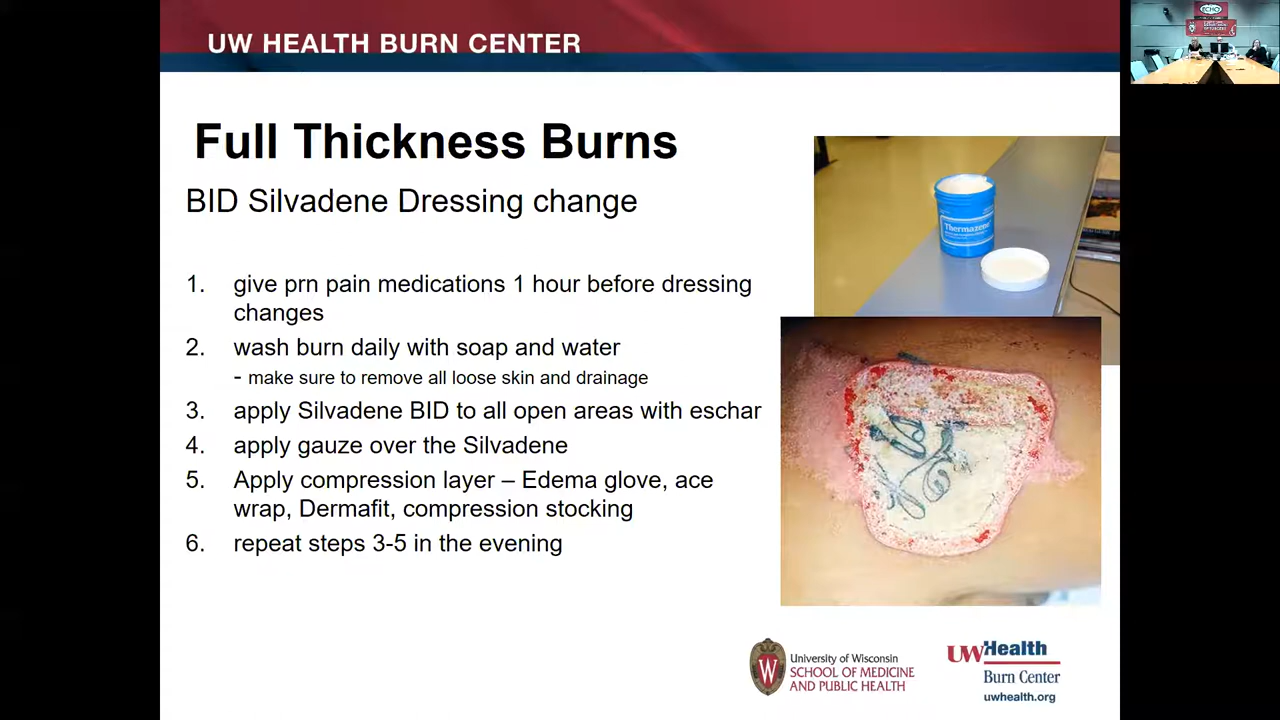 UW HEALTH BURN CENTER
Full Thickness Burns
BID Silvadene Dressing change
1. give prn pain medications 1 hour before dressing
changes
2. wash burn daily with soap and water
- make sure to remove all loose skin and drainage
3. apply Silvadene BID to all open areas with eschar
4. apply gauze over the Silvadene
5. Apply compression layer – Edema glove, ace
wrap, Dermafit, compression stocking
6. repeat steps 3-5 in the evening
Thermazene
W
University of Wisconsin
SCHOOL OF MEDICINE
AND PUBLIC HEALTH
UWHealth
Burn Center
uwhealth.org
ECHO